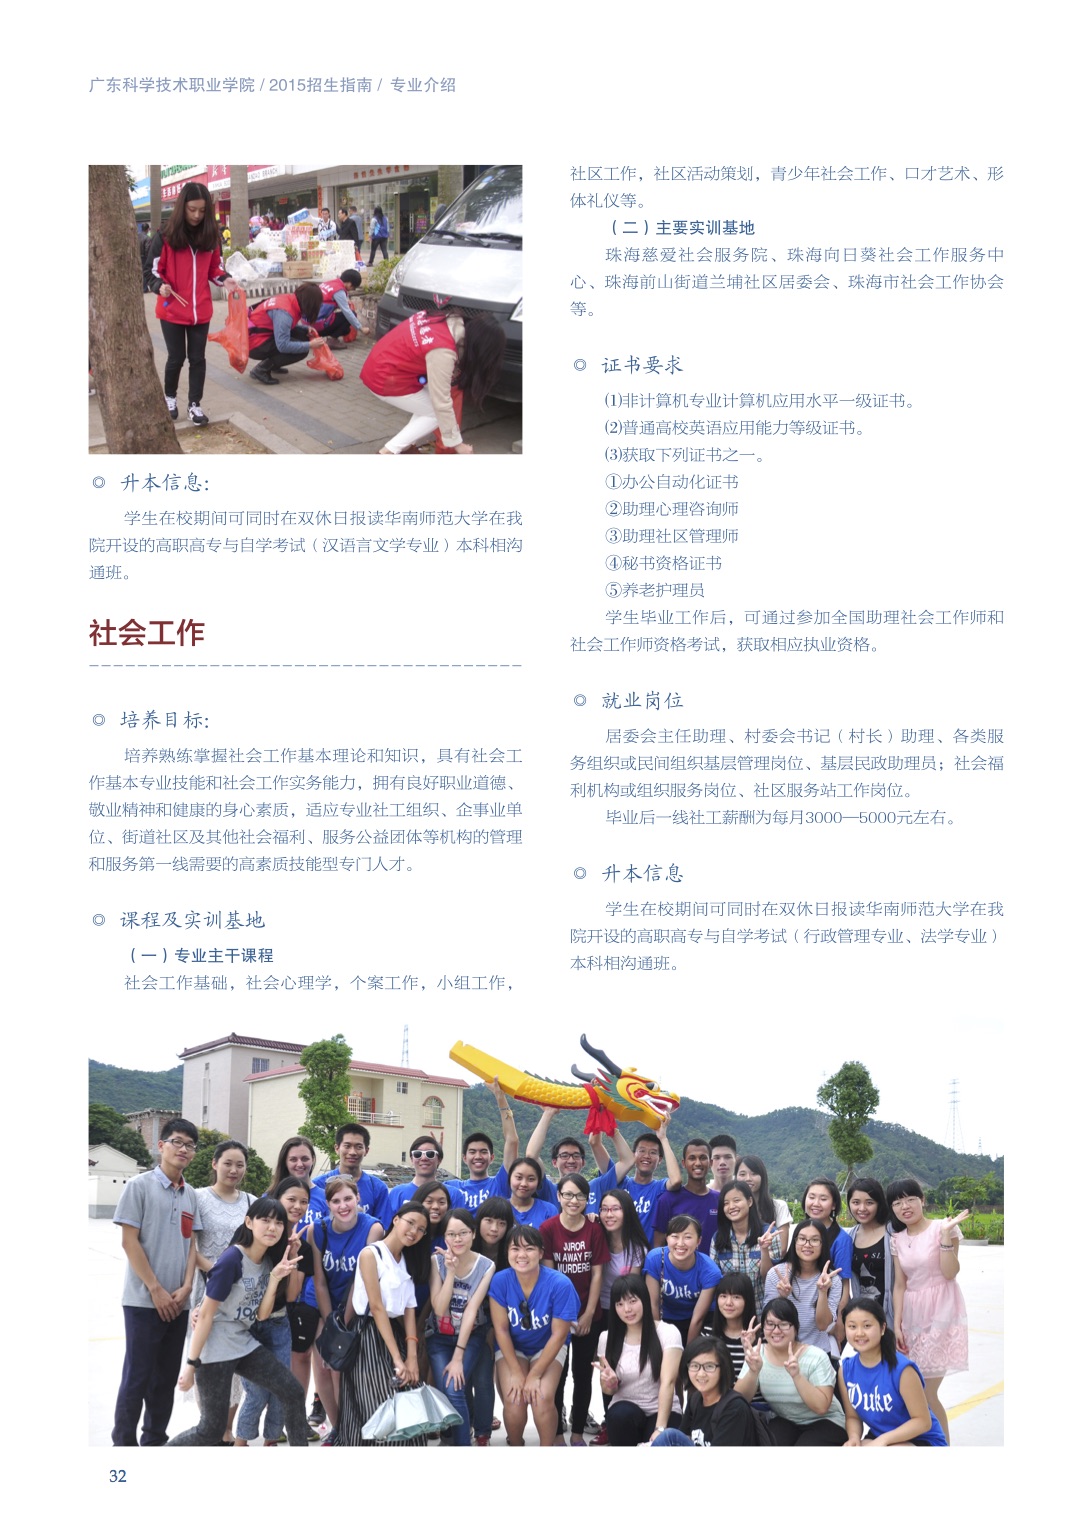 广东科学技术职业学院 / 2015招生指南 / 专业介绍
◎ 升本信息:
学生在校期间可同时在双休日报读华南师范大学在我
院开设的高职高专与自学考试（汉语言文学专业）本科相沟
通班。
社会工作
◎ 培养目标:
培养熟练掌握社会工作基本理论和知识，具有社会工
作基本专业技能和社会工作实务能力，拥有良好职业道德、
敬业精神和健康的身心素质，适应专业社工组织、企事业单
位、街道社区及其他社会福利、服务公益团体等机构的管理
和服务第一线需要的高素质技能型专门人才。
◎ 课程及实训基地
（一）专业主干课程
社会工作基础，社会心理学，个案工作，小组工作，
社区工作，社区活动策划，青少年社会工作、口才艺术、形
体礼仪等。
（二）主要实训基地
珠海慈爱社会服务院、珠海向日葵社会工作服务中
心、珠海前山街道兰埔社区居委会、珠海市社会工作协会
等。
◎ 证书要求
⑴非计算机专业计算机应用水平一级证书。
⑵普通高校英语应用能力等级证书。
⑶获取下列证书之一。
①办公自动化证书
②助理心理咨询师
③助理社区管理师
④秘书资格证书
⑤养老护理员
学生毕业工作后，可通过参加全国助理社会工作师和
社会工作师资格考试，获取相应执业资格。
◎ 就业岗位
居委会主任助理、村委会书记（村长）助理、各类服
务组织或民间组织基层管理岗位、基层民政助理员；社会福
利机构或组织服务岗位、社区服务站工作岗位。
毕业后一线社工薪酬为每月3000—5000元左右。
◎ 升本信息
学生在校期间可同时在双休日报读华南师范大学在我
院开设的高职高专与自学考试（行政管理专业、法学专业）
本科相沟通班。
Duke
Duke
Duke
Duke
JUROR
MURDERER
32